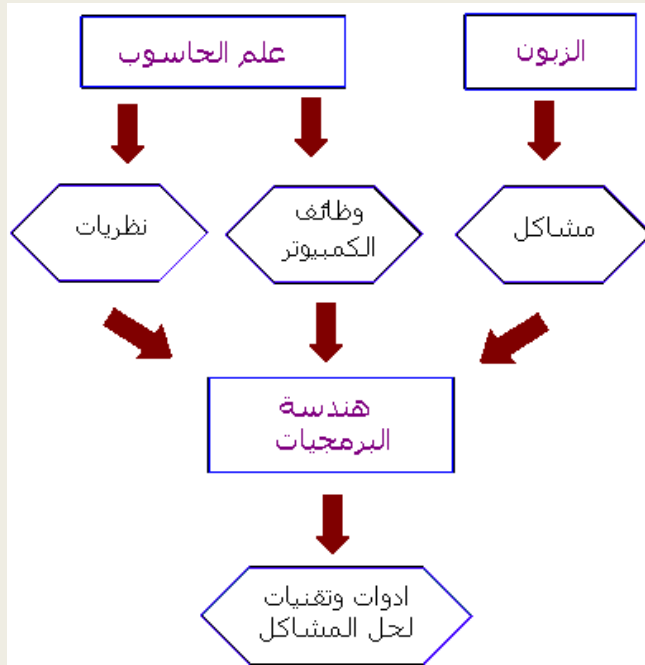 الزبون
علم الحاسوب
مشاكل
وظائف
الكمبيوتر
نظريات
هندسة
البرمجيات
ادوات وتقنيات
لحل المشاكل